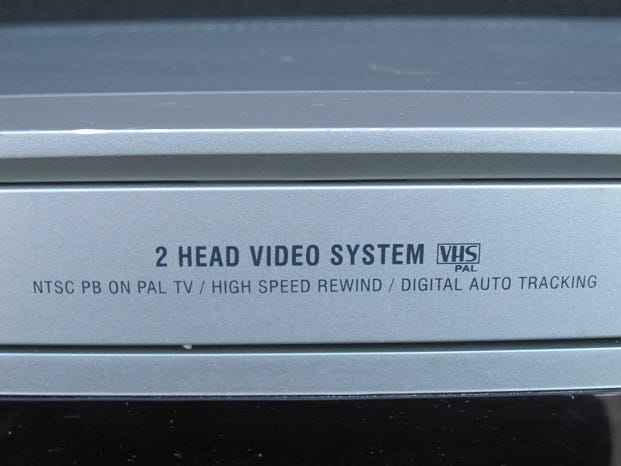 2 HEAD VIDEO SYSTEM VHS
PAL
NTSC PB ON PAL TV / HIGH SPEED REWIND / DIGITAL AUTO TRACKING